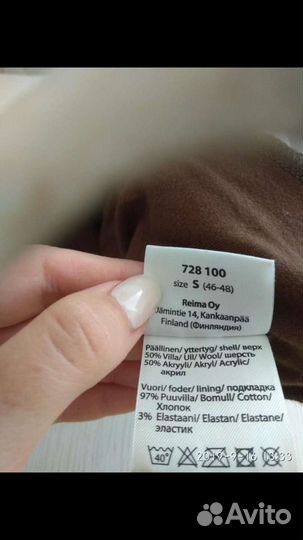 728 100
size S (46-48)
Reima Oy
Jämintie 14, Kankaanpää
Finland (Финляндия)
Päällinen/ yttertyg/ shell/ верх
50% Villa/ Ull/ Wool/ шерсть
50% Akryyli/ Akryl/ Acrylic/
акрил
Vuori/ foder/ lining/ подкладка
97% Puuvilla/ Bomull/ Cotton/
Хлопок
3% Elastaani/ Elastan/ Elastane/
эластик
40°
Avito